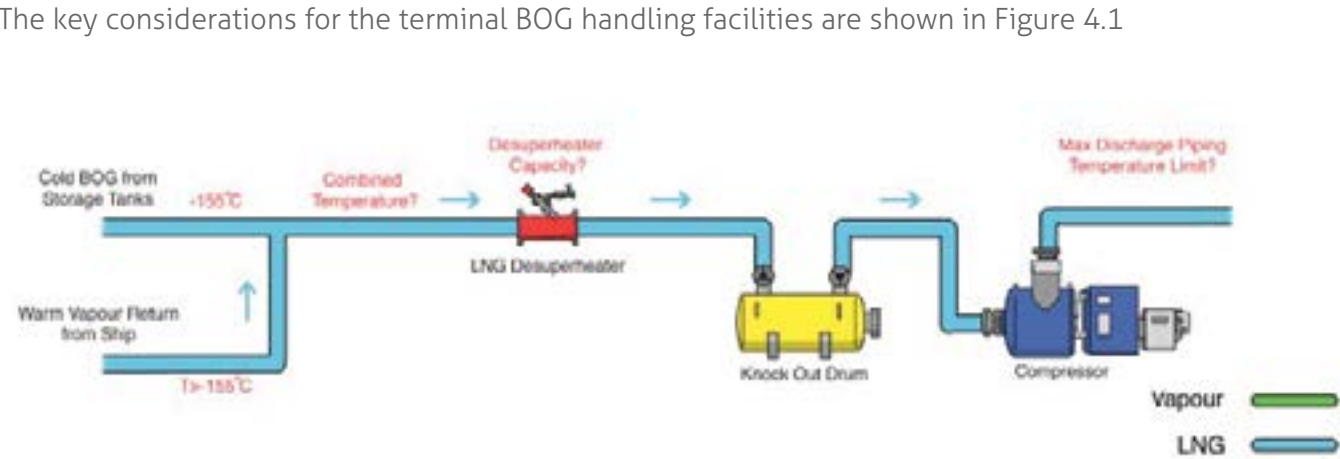 The key considerations for the terminal BOG handling facilities are shown in Figure 4.1
Cold BOG from
Storage Tanks
-155°C
Combined
Temperature?
Desuperheater
Capacity?
Max Discharge Piping
Temperature Limit?
LNG Desuperheater
Warm Vapour Return
from Ship
T>-155°C
Knock Out Drum
Compressor
Vapour
LNG